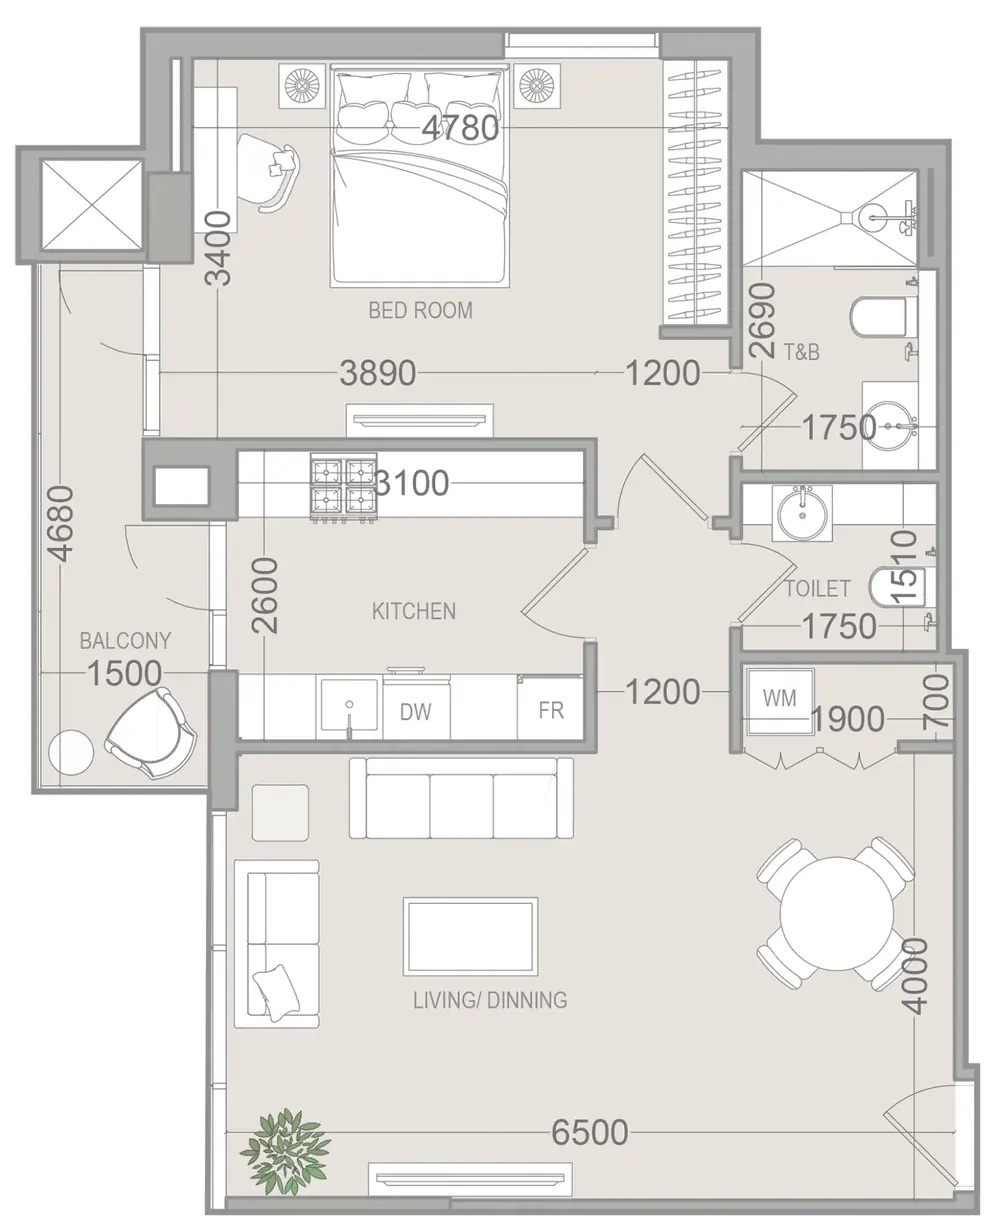 4780
3400
BED ROOM
2690
T&B
3890
1200
1750
3100
4680
2600
1510
KITCHEN
TOILET
1750
BALCONY
1500
1200
WM
1900
700
DW
FR
4000
LIVING/ DINNING
6500